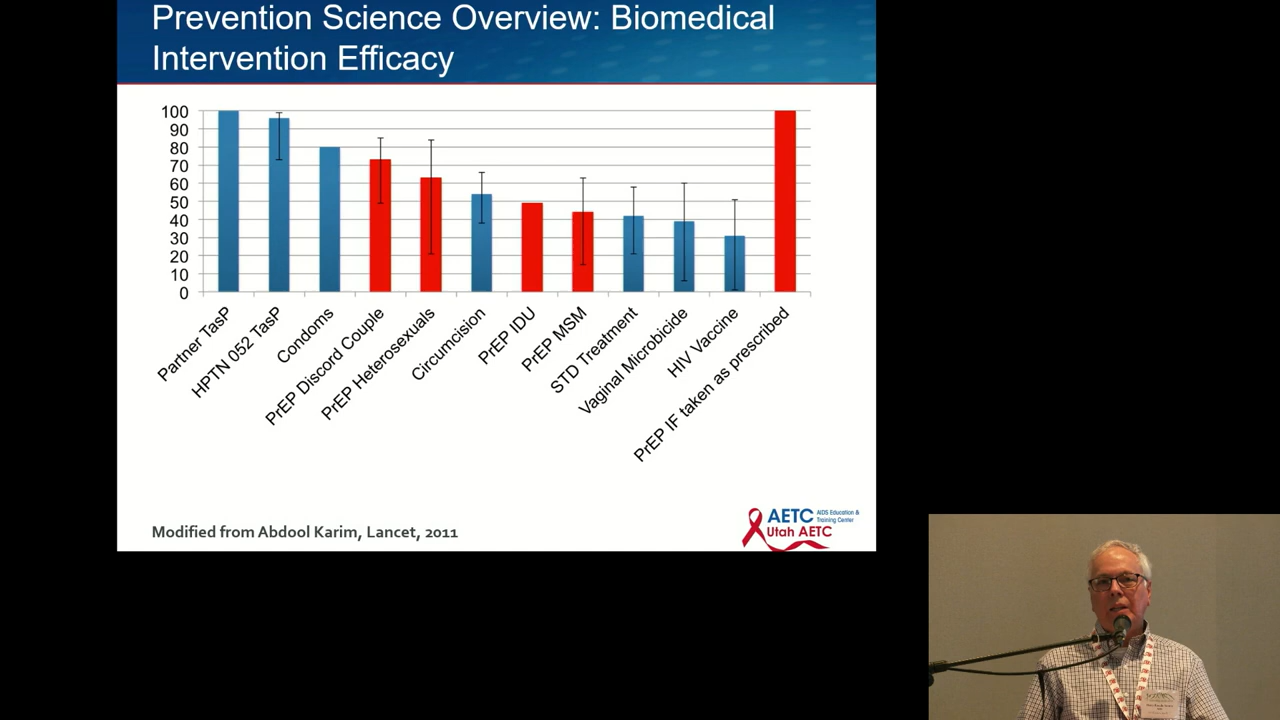 Prevention Science Overview: Biomedical
Intervention Efficacy
100
90
80
70
60
50
40
30
20
10
0
Partner TasP
HPTN 052 TasP
Condoms
PrEP Discord Couple
PrEP Heterosexuals
Circumcision
PrEP IDU
PrEP MSM
STD Treatment
Vaginal Microbicide
HIV Vaccine
PrEP IF taken as prescribed
Modified from Abdool Karim, Lancet, 2011
AETC AIDS Education &
Training Center
Utah AETC